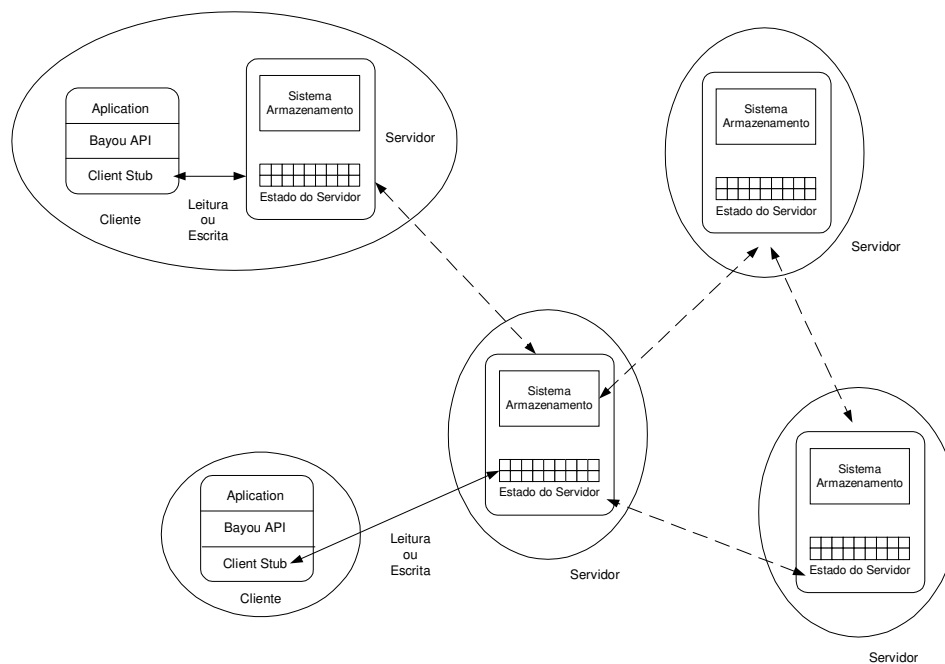 Aplication
Bayou API
Client Stub
Cliente
Leitura
ou
Escrita
Sistema
Armazenamento
Estado do Servidor
Servidor
Sistema
Armazenamento
Estado do Servidor
Servidor
Sistema
Armazenamento
Estado do Servidor
Servidor
Aplication
Bayou API
Client Stub
Cliente
Leitura
ou
Escrita
Sistema
Armazenamento
Estado do Servidor
Servidor